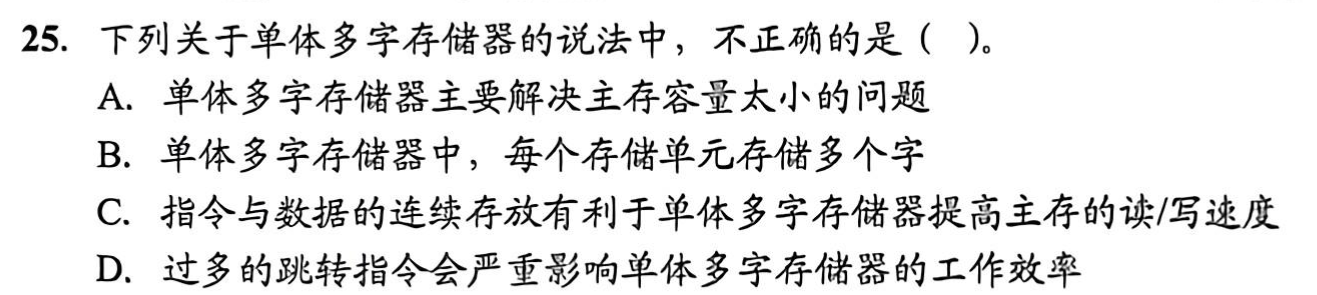 25. 下列关于单体多字存储器的说法中，不正确的是（ ）。
A. 单体多字存储器主要解决主存容量太小的问题
B. 单体多字存储器中，每个存储单元存储多个字
C. 指令与数据的连续存放有利于单体多字存储器提高主存的读/写速度
D. 过多的跳转指令会严重影响单体多字存储器的工作效率